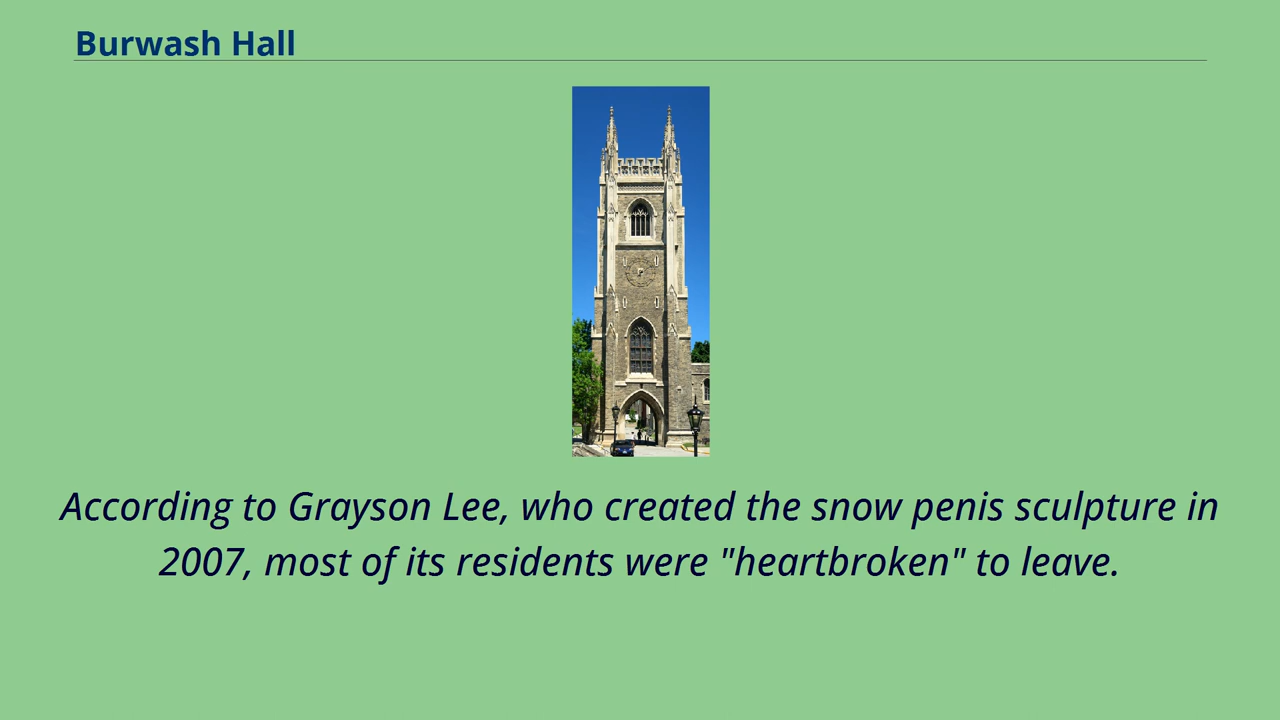 Burwash Hall
According to Grayson Lee, who created the snow penis sculpture in
2007, most of its residents were "heartbroken" to leave.